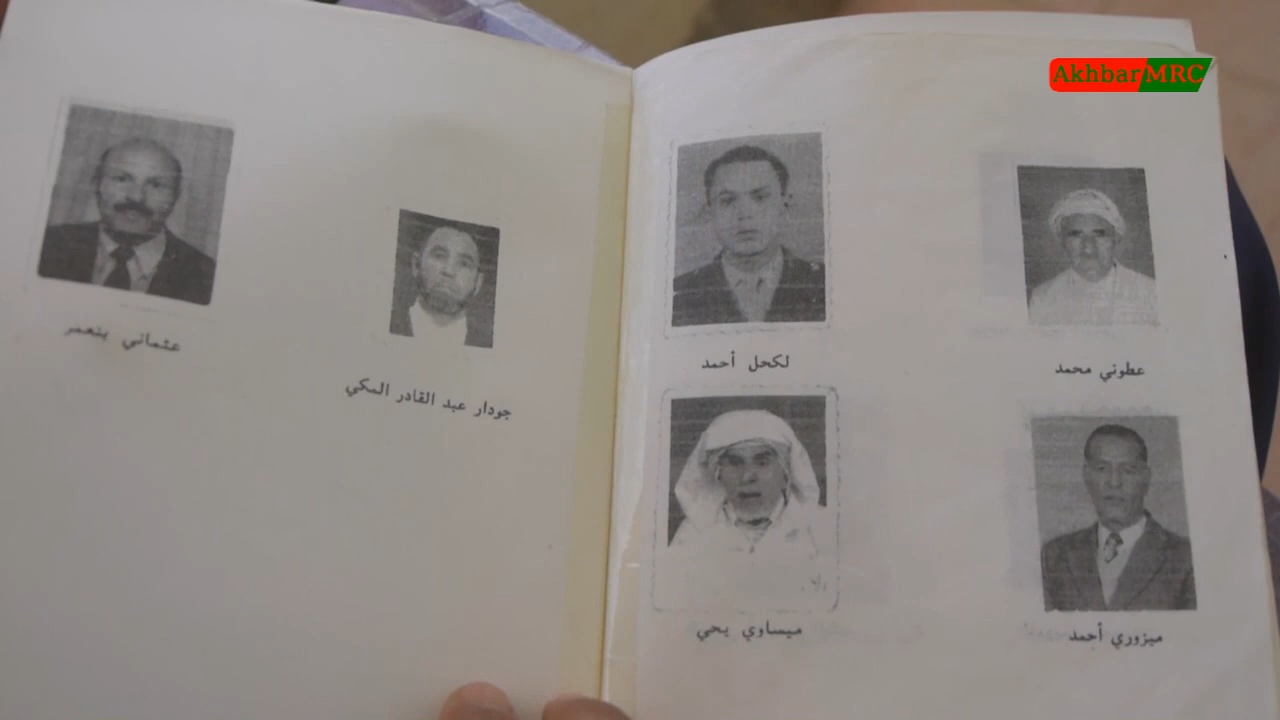 AkhbarMRC
لكحل أحمد
عطوني محمد
ميساوي يحي
ميزوري أحمد
عثماني بنعمر
جودار عبد القادر المكي